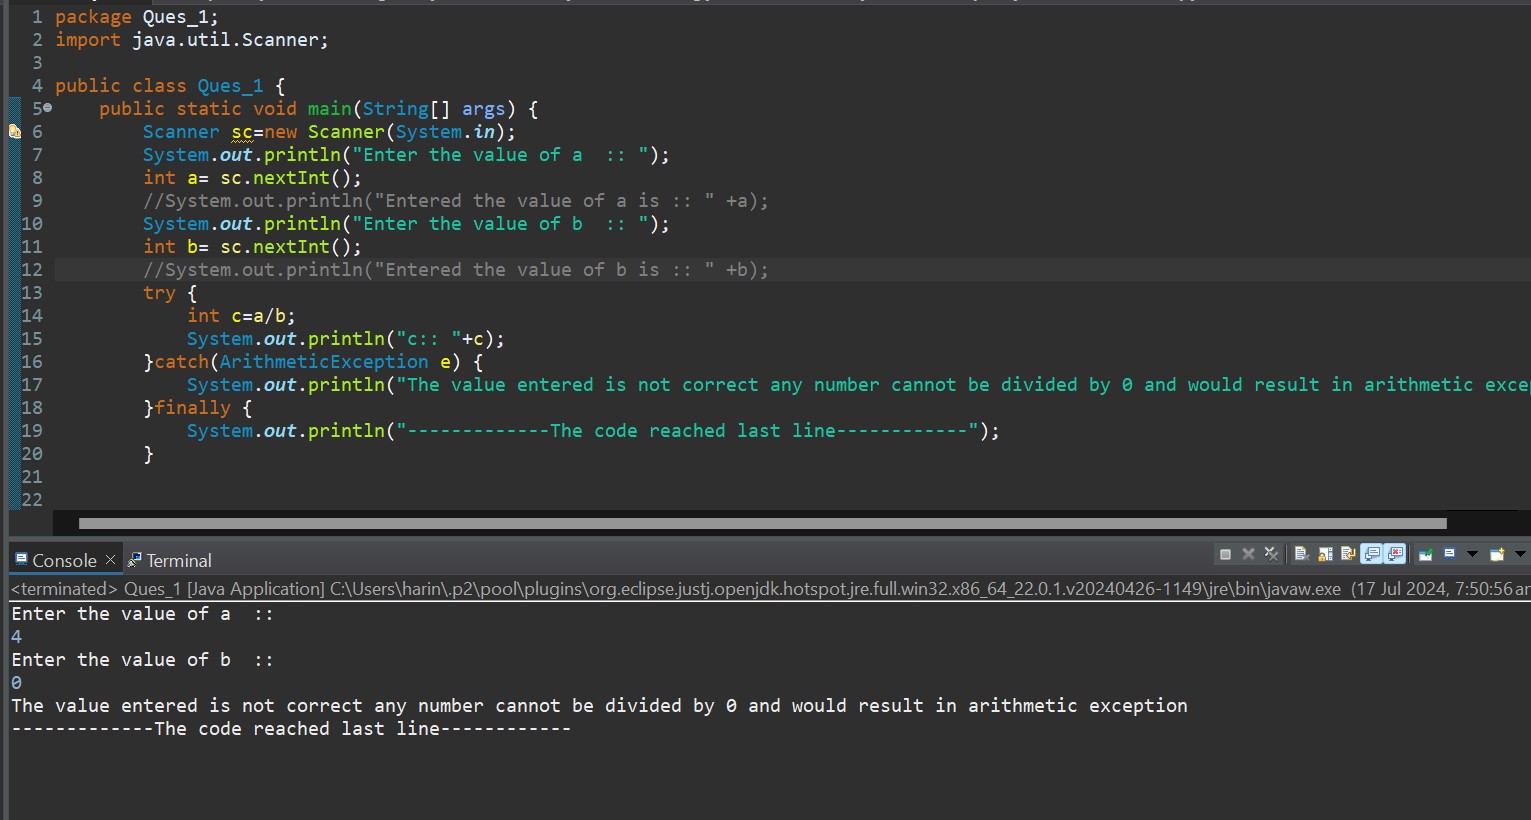 1 package Ques_1;
2 import java.util.Scanner;
3
4 public class Ques_1 {
5     public static void main(String[] args) {
6         Scanner sc=new Scanner(System.in);
7         System.out.println("Enter the value of a  :: ");
8         int a= sc.nextInt();
9         //System.out.println("Entered the value of a is :: " +a);
10         System.out.println("Enter the value of b  :: ");
11         int b= sc.nextInt();
12         //System.out.println("Entered the value of b is :: " +b);
13         try {
14             int c=a/b;
15             System.out.println("c:: "+c);
16         }catch(ArithmeticException e) {
17             System.out.println("The value entered is not correct any number cannot be divided by 0 and would result in arithmetic exce
18         }finally {
19             System.out.println("-------------The code reached last line------------");
20         }
21
22
Console Terminal
<terminated> Ques_1 [Java Application] C:\Users\harin\.p2\pool\plugins\org.eclipse.justj.openjdk.hotspot.jre.full.win32.x86_64_22.0.1.v20240426-1149\jre\bin\javaw.exe (17 Jul 2024, 7:50:56 am
Enter the value of a  ::
4
Enter the value of b  ::
0
The value entered is not correct any number cannot be divided by 0 and would result in arithmetic exception
-------------The code reached last line------------